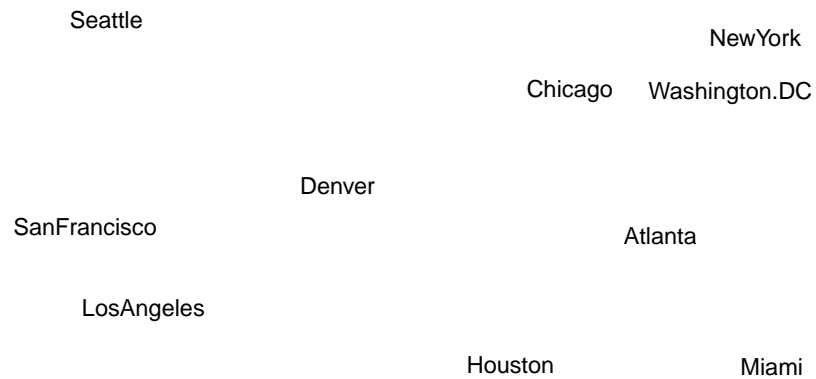 Seattle
NewYork
Chicago
Washington.DC
Denver
SanFrancisco
Atlanta
LosAngeles
Houston
Miami